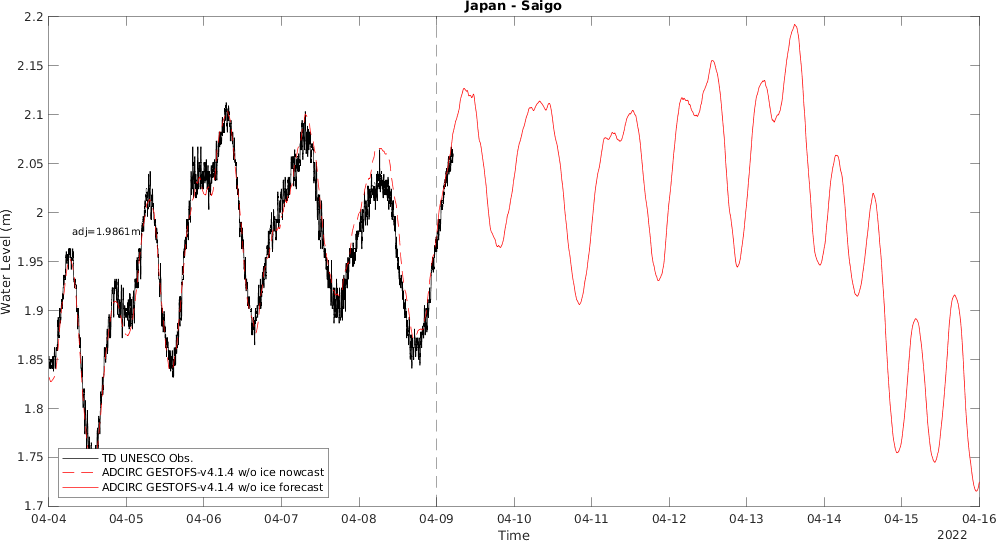 Japan - Saigo
Water Level (m)
2.2
2.15
2.1
2.05
2
1.95
1.9
1.85
1.8
1.75
1.7
adj=1.9861m
TD UNESCO Obs.
ADCIRC GESTOFS-v4.1.4 w/o ice nowcast
ADCIRC GESTOFS-v4.1.4 w/o ice forecast
04-04 04-05 04-06 04-07 04-08 04-09 04-10 04-11 04-12 04-13 04-14 04-15 04-16
Time
2022